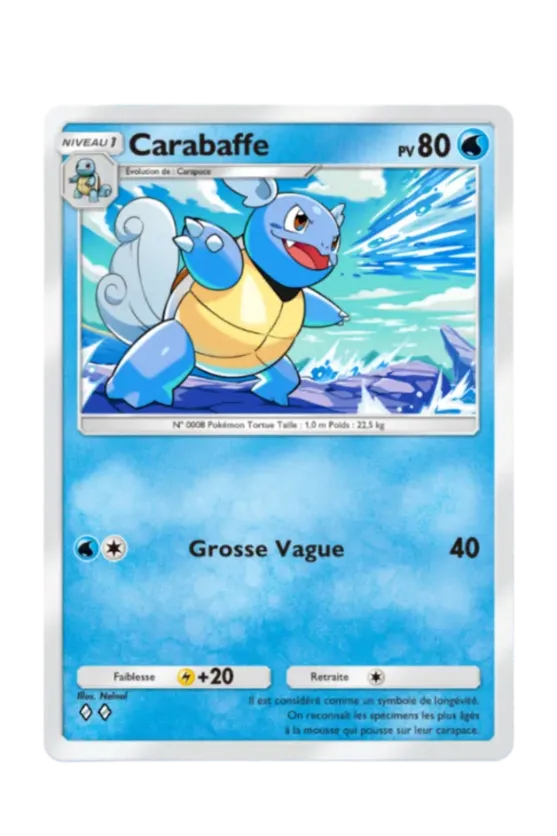 NIVEAU 1
Carabaffe
PV 80
Evolution de : Carapuce
N° 0008 Pokémon Tortue Taille : 1,0 m Poids : 22,5 kg
Grosse Vague 40
Faiblesse +20 Retraite
Illus. Nelnal
Il est considéré comme un symbole de longévité.
On reconnaît les spécimens les plus âgés
à la mousse qui pousse sur leur carapace.